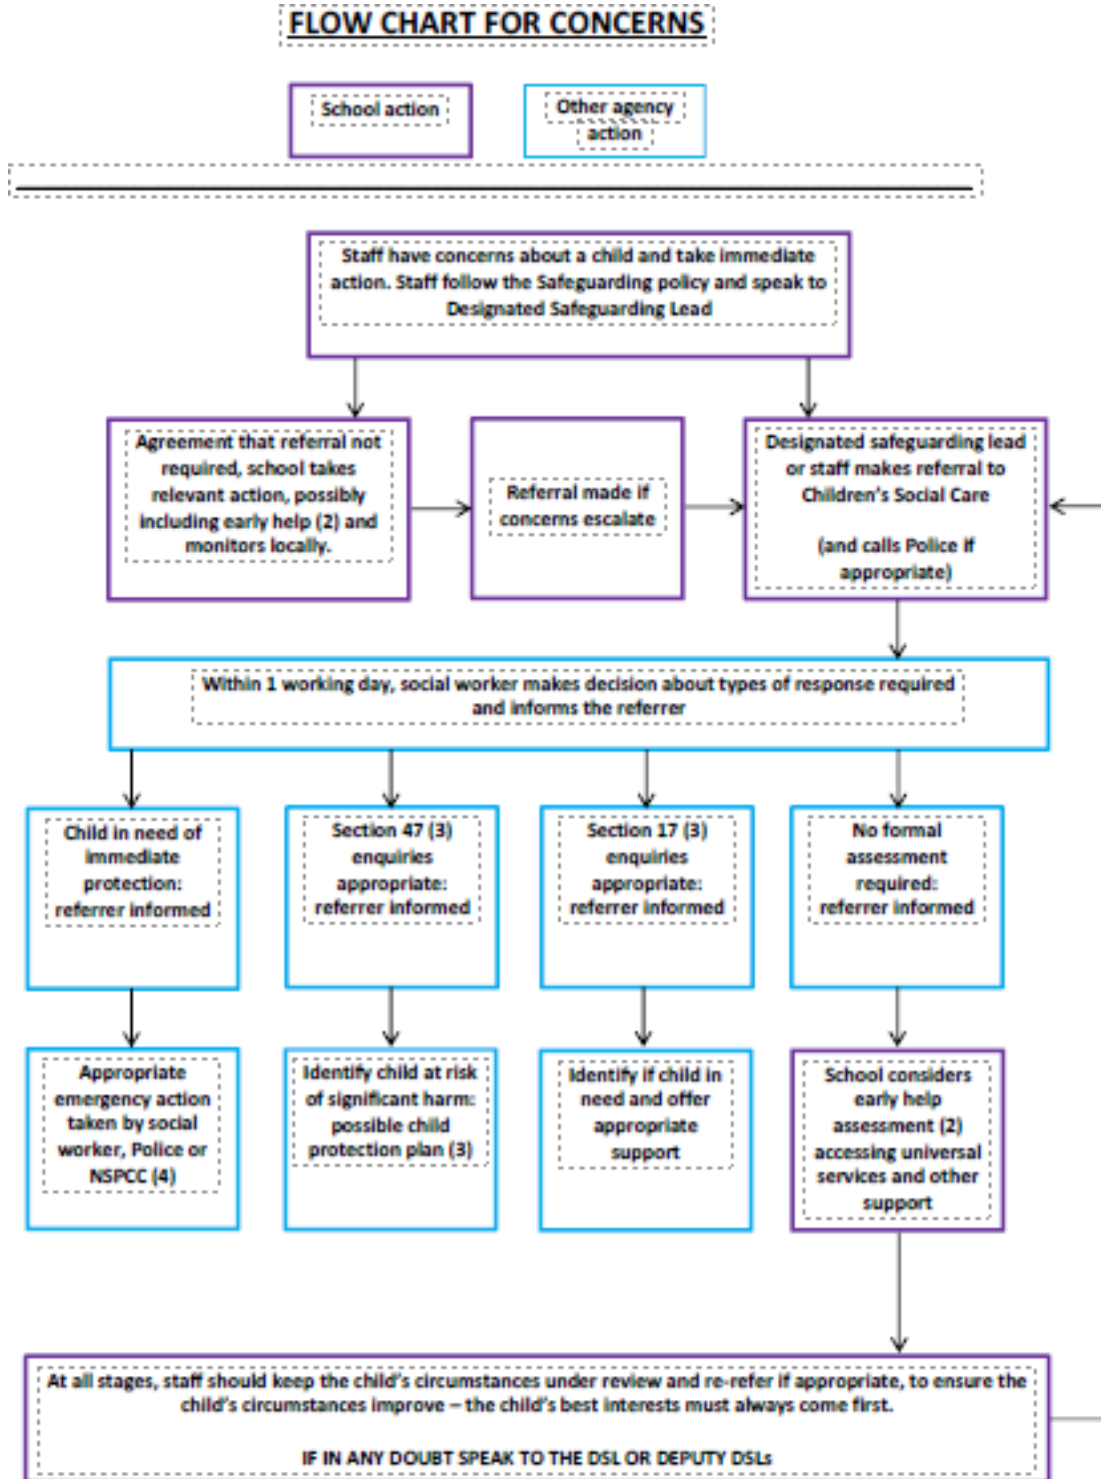 FLOW CHART FOR CONCERNS
School action
Other agency
action
Staff have concerns about a child and take immediate
action. Staff follow the Safeguarding policy and speak to
Designated Safeguarding Lead
Agreement that referral not
required, school takes
relevant action, possibly
including early help (2) and
monitors locally.
Referral made if
concerns escalate
Designated safeguarding lead
or staff makes referral to
Children's Social Care
(and calls Police if
appropriate)
Within 1 working day, social worker makes decision about types of response required
and informs the referrer
Child in need of
immediate
protection:
referrer informed
Section 47 (3)
enquiries
appropriate:
referrer informed
Section 17 (3)
enquiries
appropriate:
referrer informed
No formal
assessment
required:
referrer informed
Appropriate
emergency action
taken by social
worker, Police or
NSPCC (4)
Identify child at risk
of significant harm:
possible child
protection plan (3)
Identify if child in
need and offer
appropriate
support
School considers
early help
assessment (2)
accessing universal
services and other
support
At all stages, staff should keep the child's circumstances under review and re-refer if appropriate, to ensure the
child's circumstances improve – the child's best interests must always come first.
IF IN ANY DOUBT SPEAK TO THE DSL OR DEPUTY DSLs